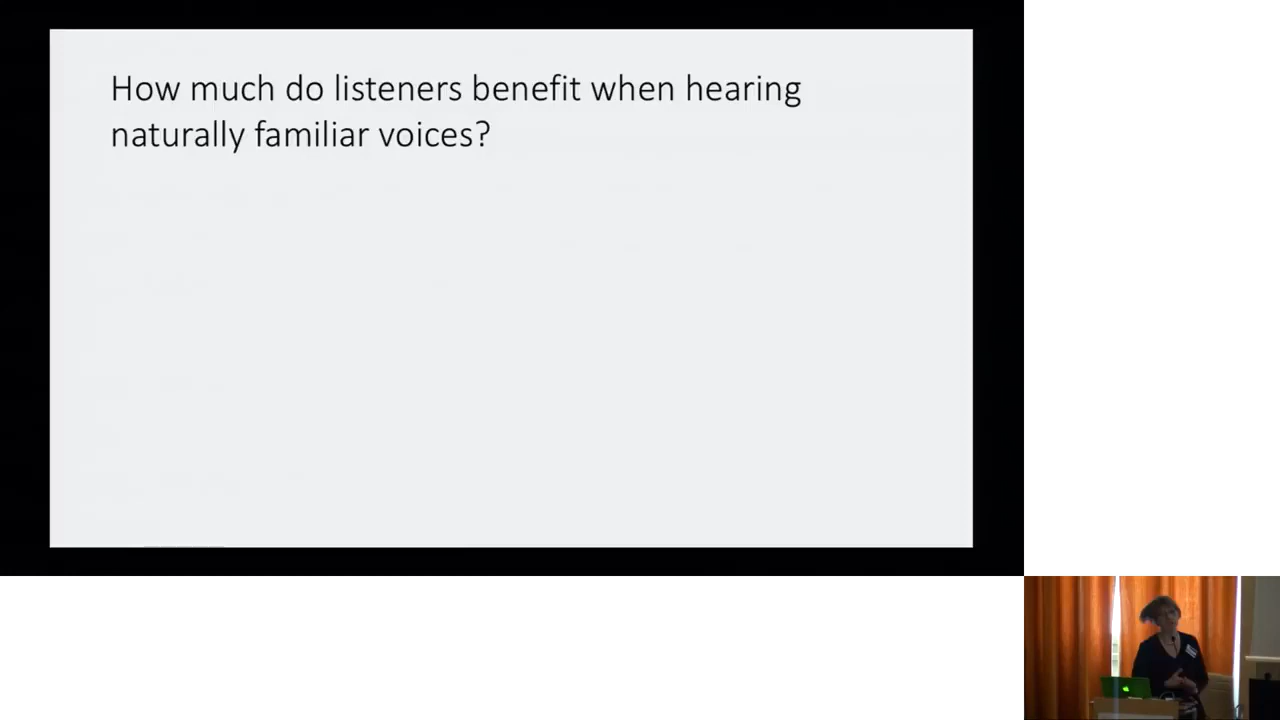 How much do listeners benefit when hearing
naturally familiar voices?